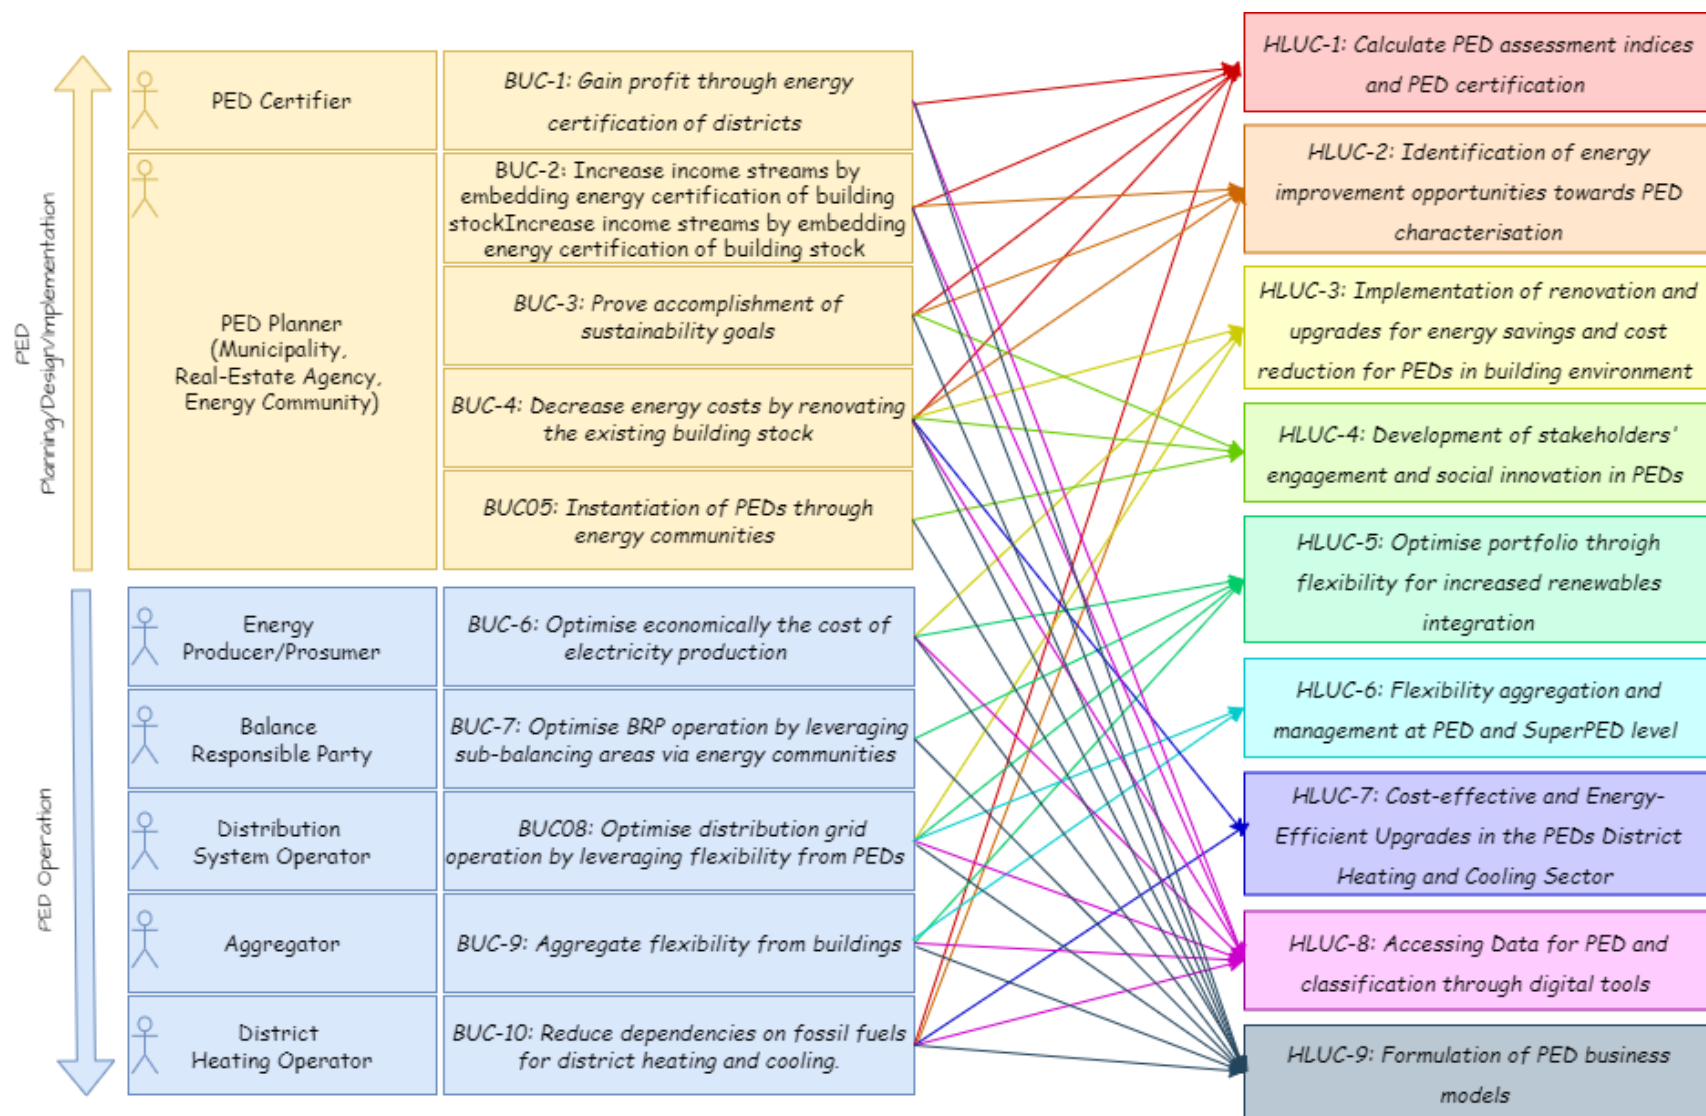 PED
Planning/Design/Implementation
PED Certifier
BUC-1: Gain profit through energy
certification of districts
PED Planner
(Municipality,
Real-Estate Agency,
Energy Community)
BUC-2: Increase income streams by
embedding energy certification of building
stockIncrease income streams by embedding
energy certification of building stock
BUC-3: Prove accomplishment of
sustainability goals
BUC-4: Decrease energy costs by renovating
the existing building stock
BUC05: Instantiation of PEDs through
energy communities
PED Operation
Energy
Producer/Prosumer
BUC-6: Optimise economically the cost of
electricity production
Balance
Responsible Party
BUC-7: Optimise BRP operation by leveraging
sub-balancing areas via energy communities
Distribution
System Operator
BUC08: Optimise distribution grid
operation by leveraging flexibility from PEDs
Aggregator
BUC-9: Aggregate flexibility from buildings
District
Heating Operator
BUC-10: Reduce dependencies on fossil fuels
for district heating and cooling.
HLUC-1: Calculate PED assessment indices
and PED certification
HLUC-2: Identification of energy
improvement opportunities towards PED
characterisation
HLUC-3: Implementation of renovation and
upgrades for energy savings and cost
reduction for PEDs in building environment
HLUC-4: Development of stakeholders'
engagement and social innovation in PEDs
HLUC-5: Optimise portfolio throigh
flexibility for increased renewables
integration
HLUC-6: Flexibility aggregation and
management at PED and SuperPED level
HLUC-7: Cost-effective and Energy-
Efficient Upgrades in the PEDs District
Heating and Cooling Sector
HLUC-8: Accessing Data for PED and
classification through digital tools
HLUC-9: Formulation of PED business
models